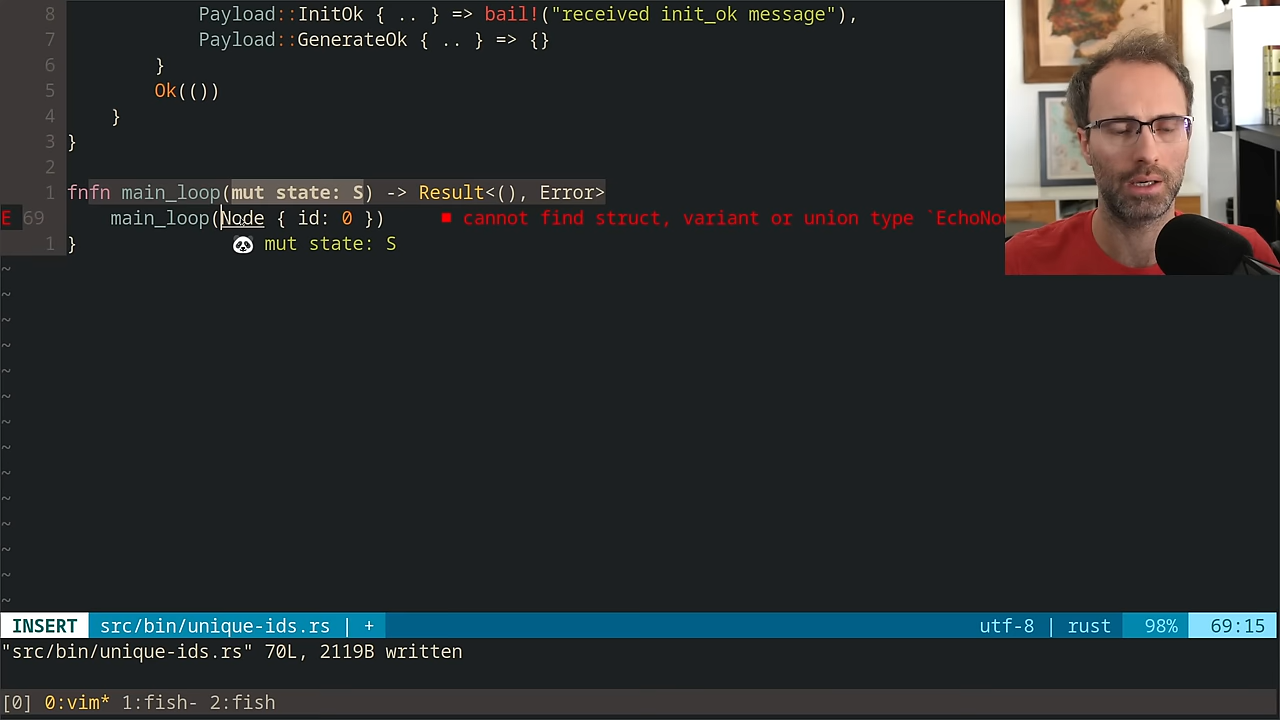 8 Payload::InitOk { .. } => bail!("received init_ok message"),
7 Payload::GenerateOk { .. } => {}
6 }
5 Ok(())
4 }
3 }
2
1 fnfn main_loop(mut state: S) -> Result<(), Error>
E 69 main_loop(Node { id: 0 }) ■ cannot find struct, variant or union type `EchoNo
🐼 mut state: S
1 }
~
~
~
~
~
~
~
~
~
~
~
~
~
~
INSERT src/bin/unique-ids.rs | + utf-8 | rust 98% 69:15
"src/bin/unique-ids.rs" 70L, 2119B written
[0] 0:vim* 1:fish- 2:fish